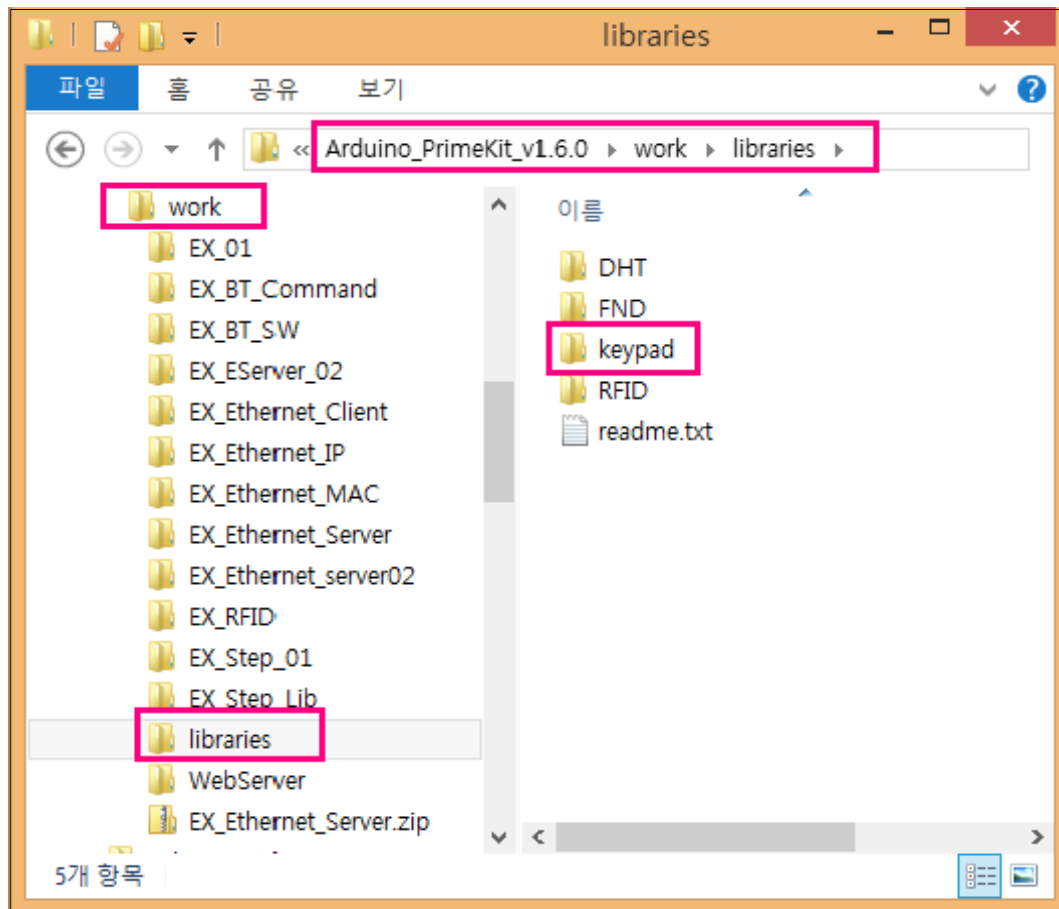 libraries
파일 홈 공유 보기
« Arduino_PrimeKit_v1.6.0 work libraries
work
EX_01
EX_BT_Command
EX_BT_SW
EX_EServer_02
EX_Ethernet_Client
EX_Ethernet_IP
EX_Ethernet_MAC
EX_Ethernet_Server
EX_Ethernet_server02
EX_RFID
EX_Step_01
EX_Step_Lib
libraries
WebServer
EX_Ethernet_Server.zip
이름
DHT
FND
keypad
RFID
readme.txt
5개 항목